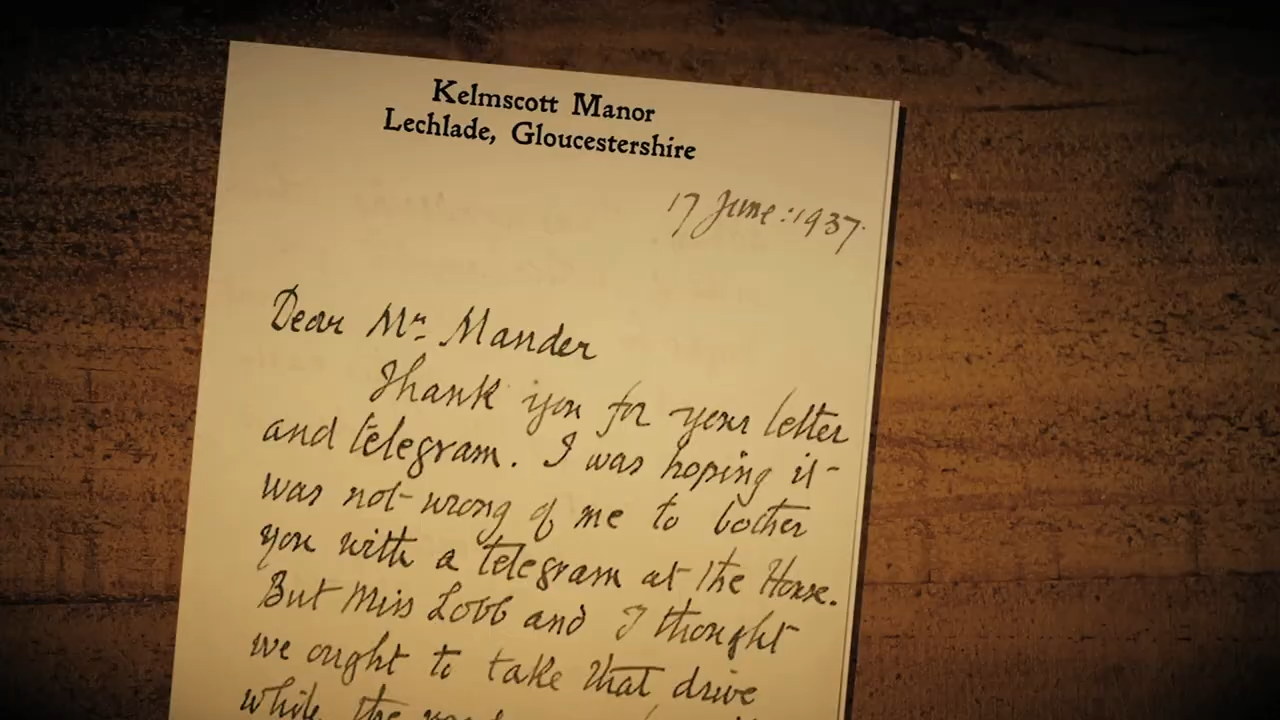 Kelmscott Manor
Lechlade, Gloucestershire
17 June: 1937.
Dear Mr. Mander
Thank you for your letter
and telegram. I was hoping it
was not wrong of me to bother
you with a telegram at the House.
But Miss Lobb and I thought
we ought to take that drive
while the